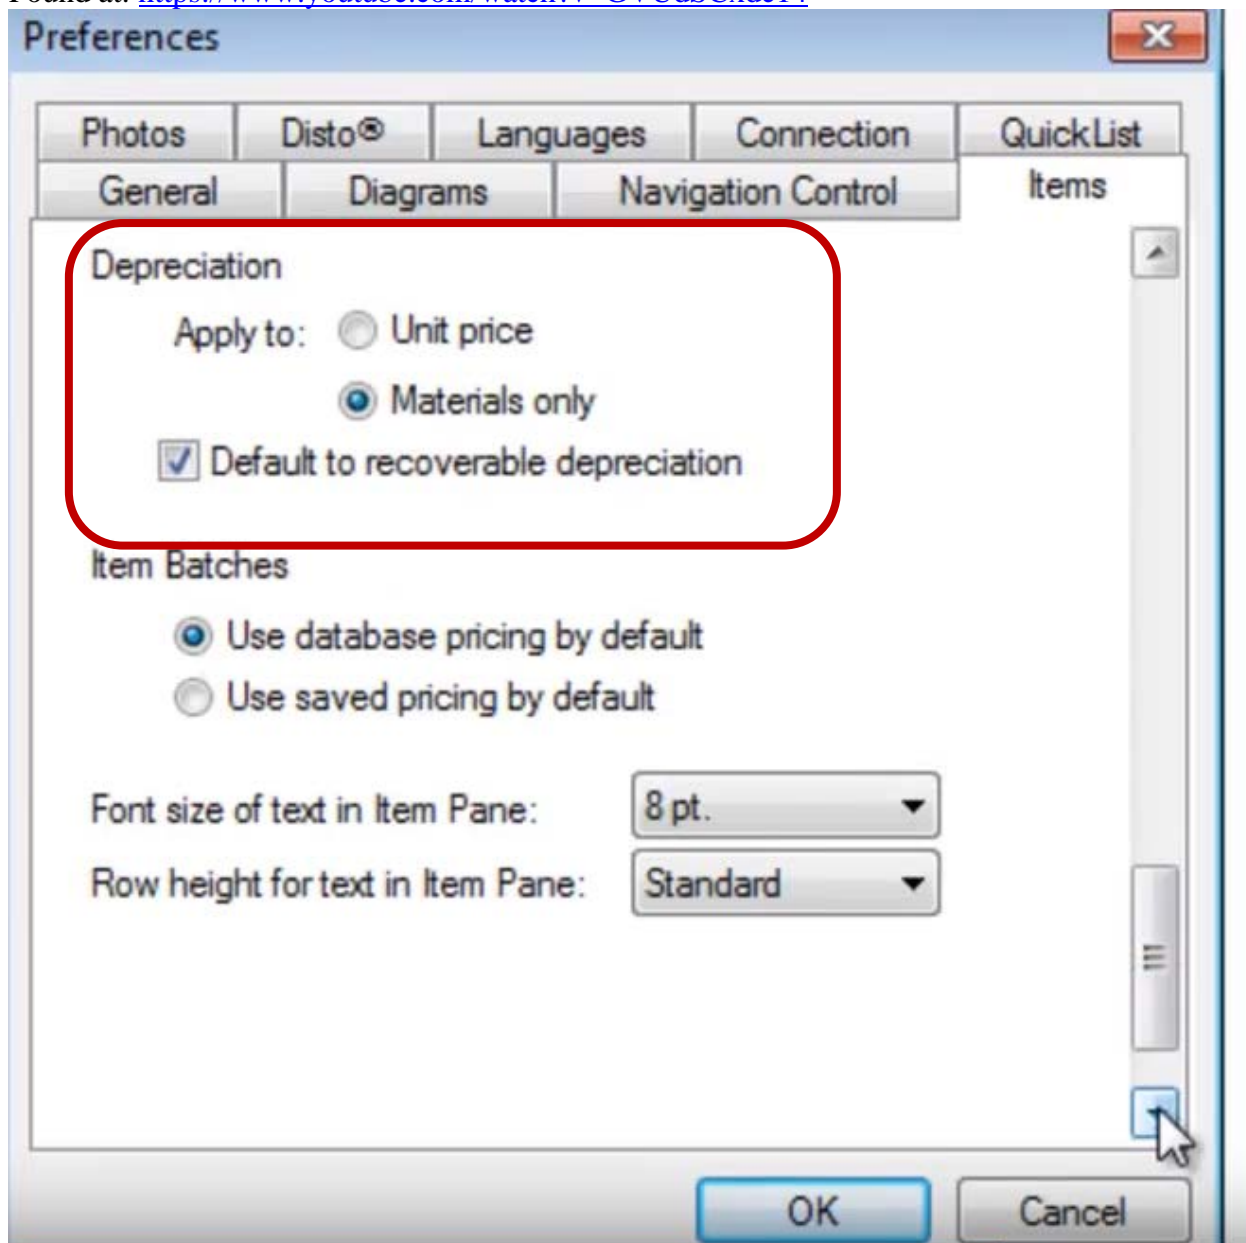 Found at:
Preferences
Photos Disto® Languages Connection QuickList
General Diagrams Navigation Control Items
Depreciation
Apply to: Unit price
Materials only
Default to recoverable depreciation
Item Batches
Use database pricing by default
Use saved pricing by default
Font size of text in Item Pane: 8 pt.
Row height for text in Item Pane: Standard
OK Cancel